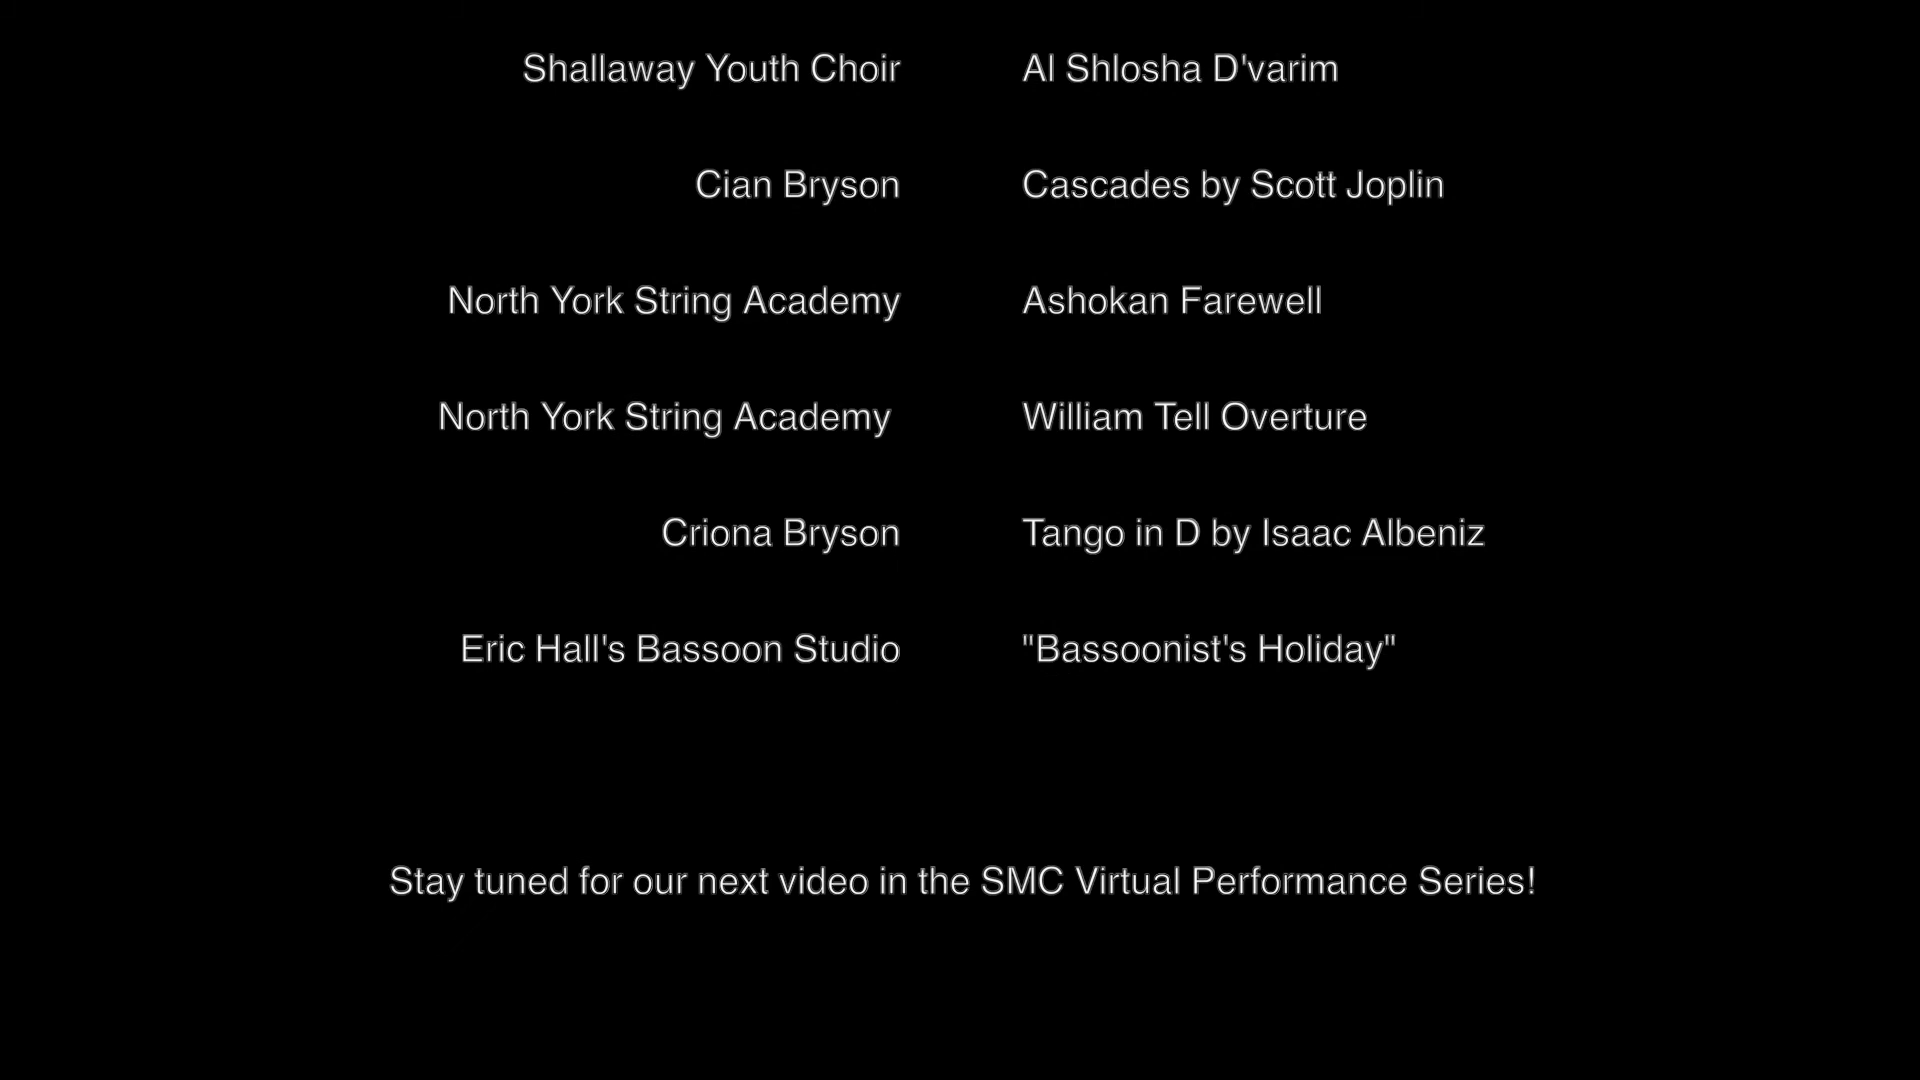 Shallaway Youth Choir Al Shlosha D'varim
Cian Bryson Cascades by Scott Joplin
North York String Academy Ashokan Farewell
North York String Academy William Tell Overture
Criona Bryson Tango in D by Isaac Albeniz
Eric Hall's Bassoon Studio "Bassoonist's Holiday"
Stay tuned for our next video in the SMC Virtual Performance Series!